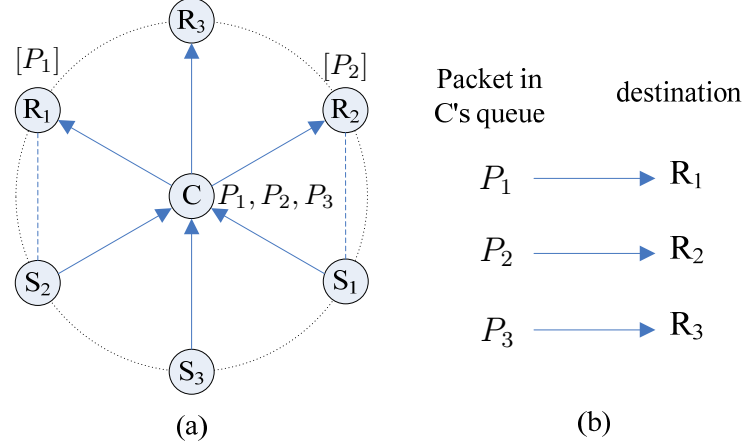 R₃
[P₁]
[P₂]
R₁
R₂
C P₁, P₂, P₃
S₂
S₁
S₃
(a)
Packet in
C's queue
destination
P₁ R₁
P₂ R₂
P₃ R₃
(b)